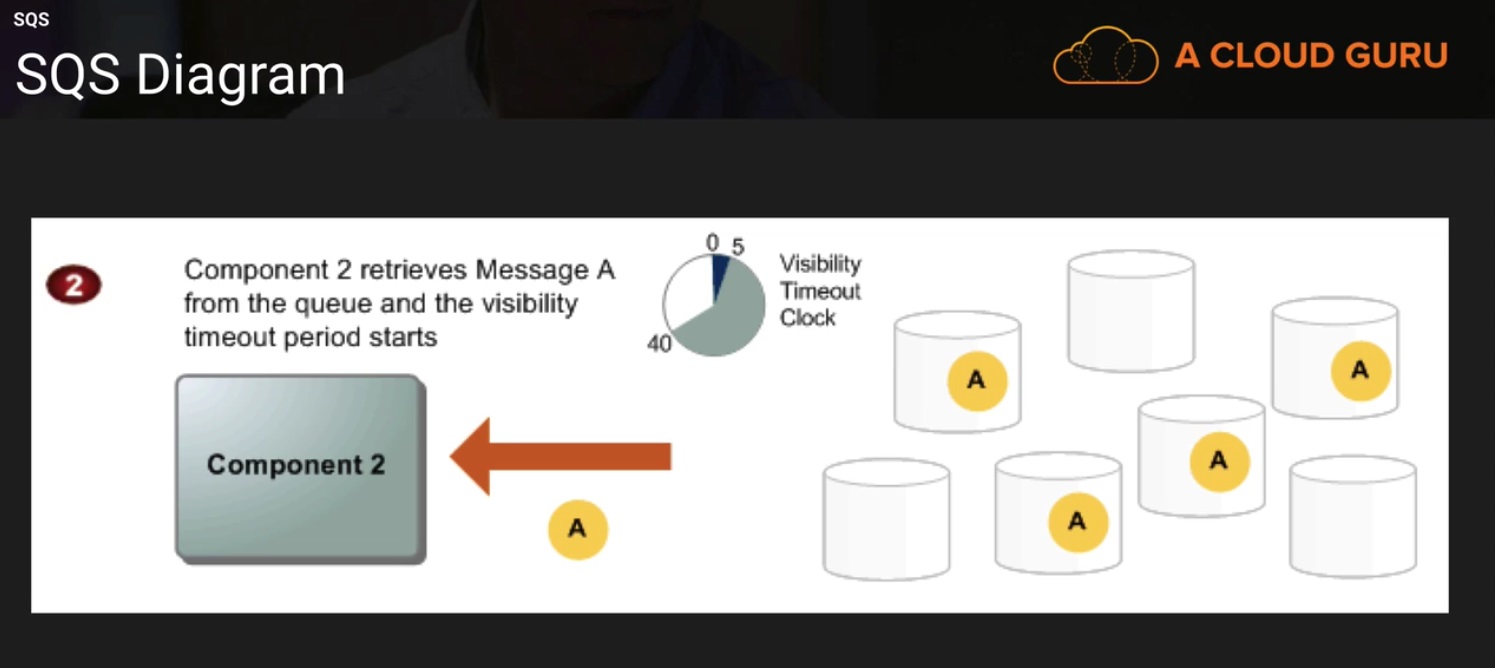 SQS
SQS Diagram
A CLOUD GURU
2
Component 2 retrieves Message A
from the queue and the visibility
timeout period starts
0 5
40
Visibility
Timeout
Clock
Component 2
A
A
A
A
A